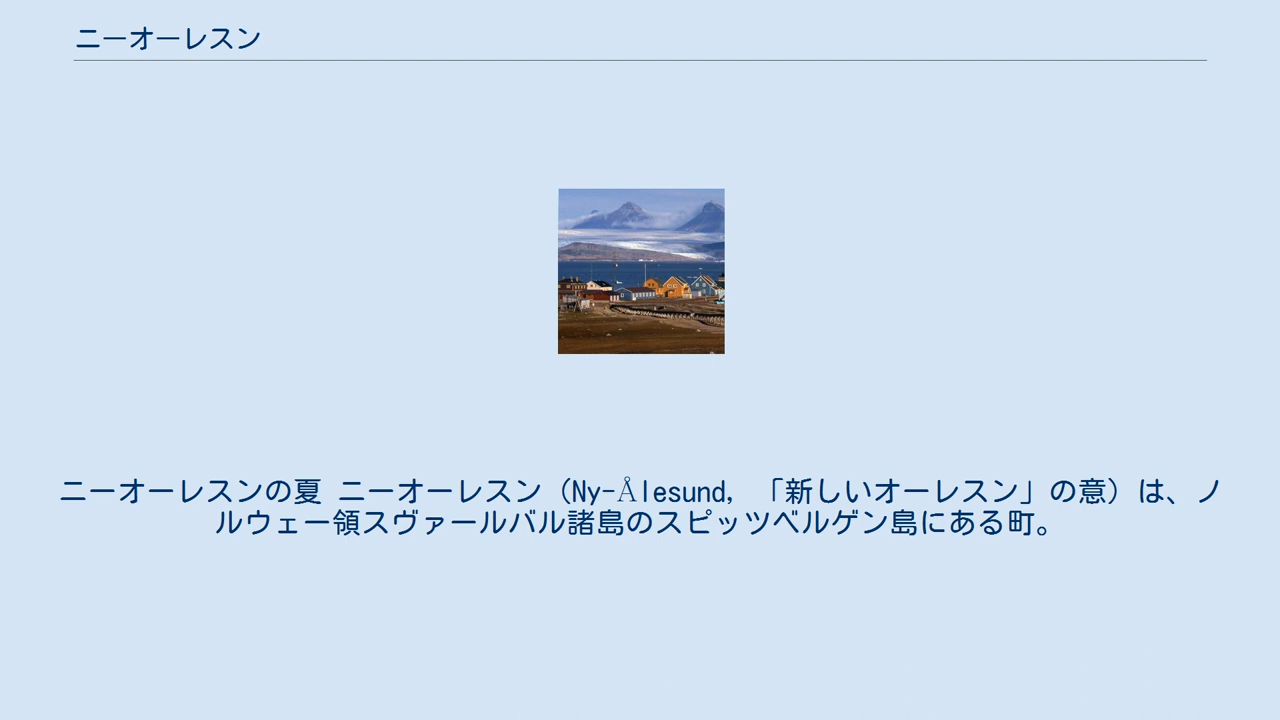 ニーオーレスン
ニーオーレスンの夏 ニーオーレスン（Ny-Ålesund, 「新しいオーレスン」の意）は、ノ
ルウェー領スヴァールバル諸島のスピッツベルゲン島にある町。